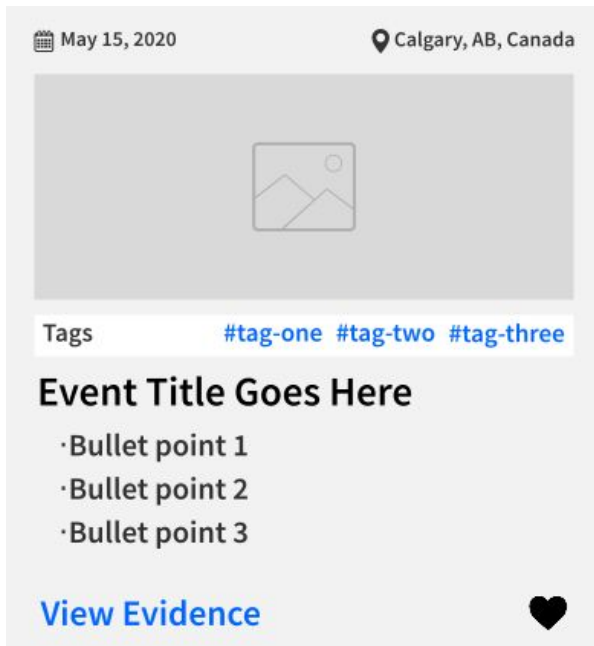 May 15, 2020 Calgary, AB, Canada
Tags #tag-one #tag-two #tag-three
Event Title Goes Here
·Bullet point 1
·Bullet point 2
·Bullet point 3
View Evidence